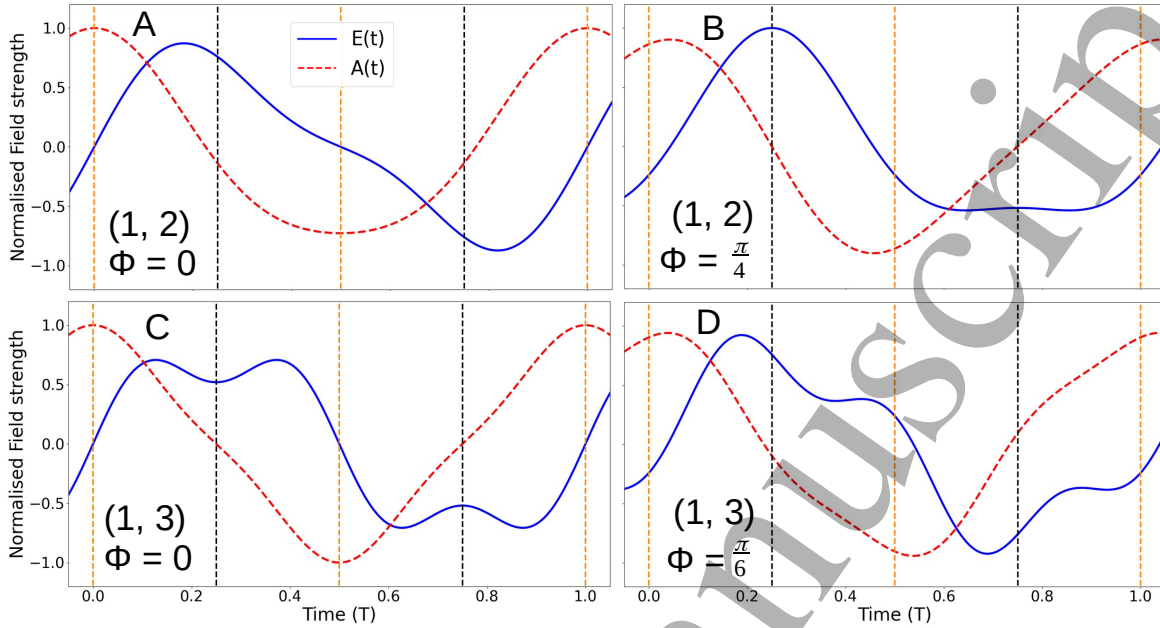 A
B
E(t)
A(t)
Normalised Field strength
1.0
0.5
0.0
−0.5
−1.0
(1, 2)
Φ = 0
(1, 2)
Φ = π/4
C
D
Normalised Field strength
1.0
0.5
0.0
−0.5
−1.0
(1, 3)
Φ = 0
(1, 3)
Φ = π/6
0.0 0.2 0.4 0.6 0.8 1.0
0.0 0.2 0.4 0.6 0.8 1.0
Time (T)
Time (T)
nuscrip